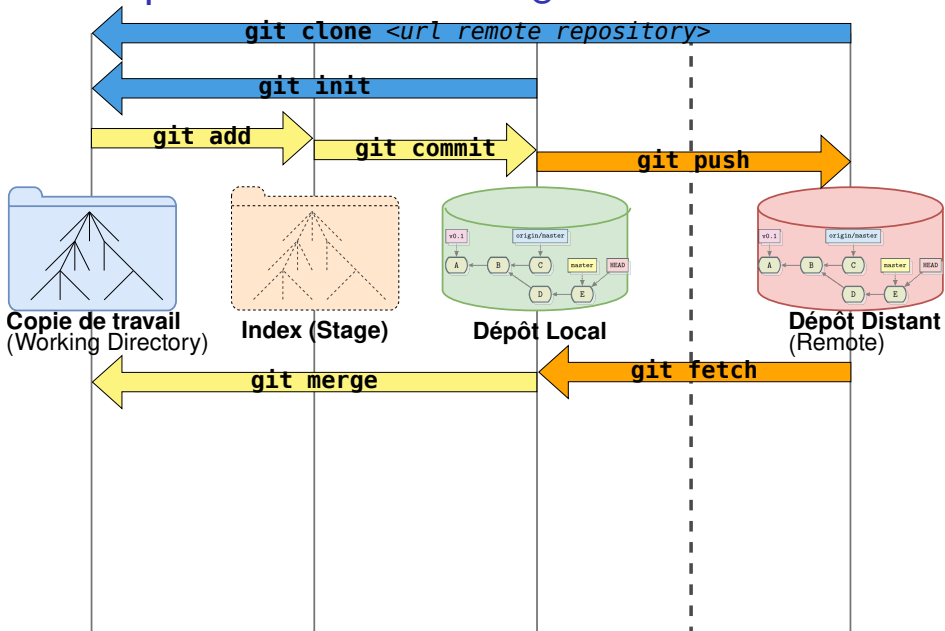 git clone <url remote repository>
git init
git add
git commit
git push
v0.1
origin/master
A
B
C
master
HEAD
D
E
v0.1
origin/master
A
B
C
master
HEAD
D
E
Copie de travail
(Working Directory)
Index (Stage)
Dépôt Local
Dépôt Distant
(Remote)
git merge
git fetch